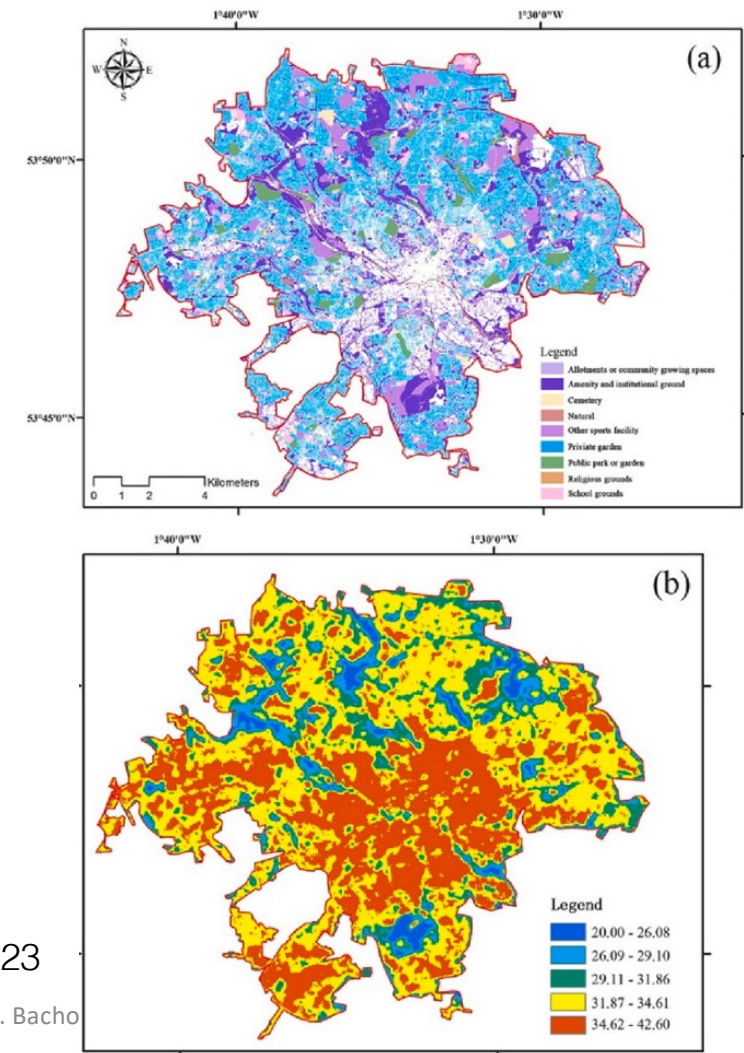 1°40'0"W 1°30'0"W
(a)
N
W E
S
53°50'0"N
53°45'0"N
Legend
Allotments or community growing spaces
Amenity and institutional ground
Cemetery
Natural
Other sports facility
Priviate garden
Public park or garden
Religious grounds
School grounds
Kilometers
0 1 2 4
1°40'0"W 1°30'0"W
(b)
Legend
20.00 - 26.08
26.09 - 29.10
29.11 - 31.86
31.87 - 34.61
34.62 - 42.60
23
. Bacho